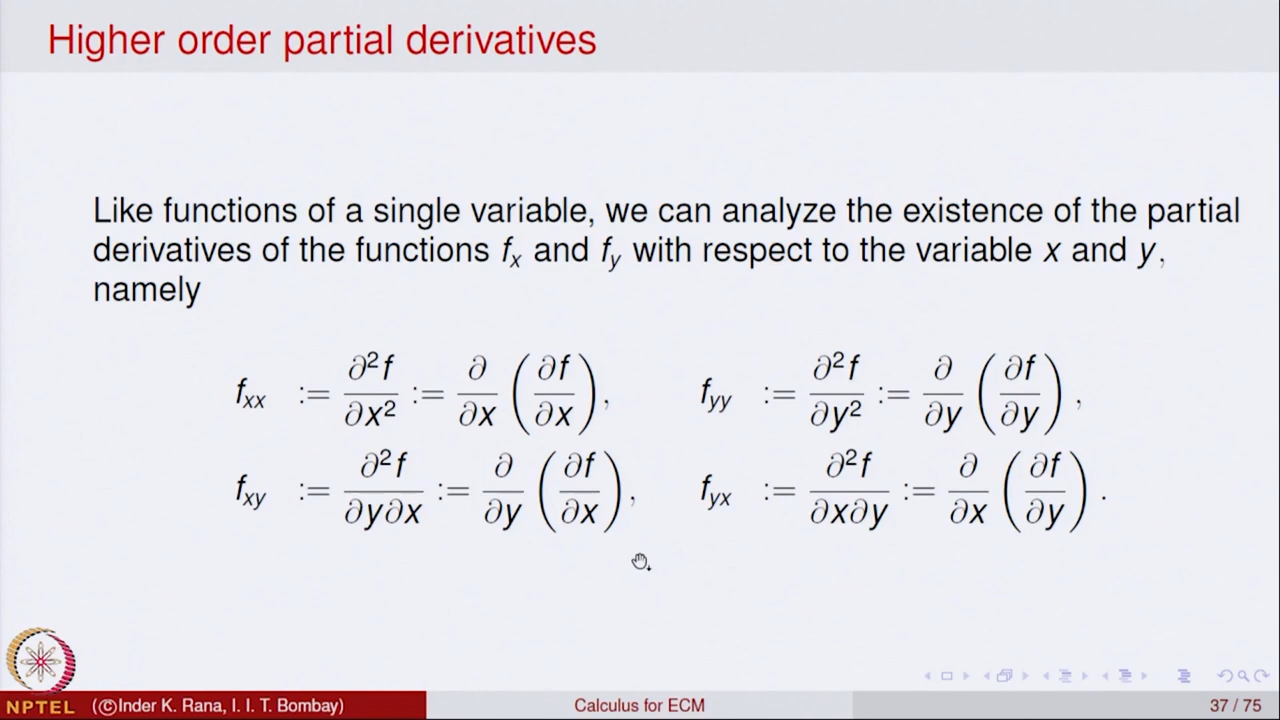 Higher order partial derivatives
Like functions of a single variable, we can analyze the existence of the partial
derivatives of the functions fₓ and f_y with respect to the variable x and y,
namely
f_xx := ∂²f/∂x² := ∂/∂x (∂f/∂x), f_yy := ∂²f/∂y² := ∂/∂y (∂f/∂y),
f_xy := ∂²f/∂y∂x := ∂/∂y (∂f/∂x), f_yx := ∂²f/∂x∂y := ∂/∂x (∂f/∂y).
NPTEL (©Inder K. Rana, I. I. T. Bombay) Calculus for ECM 37 / 75